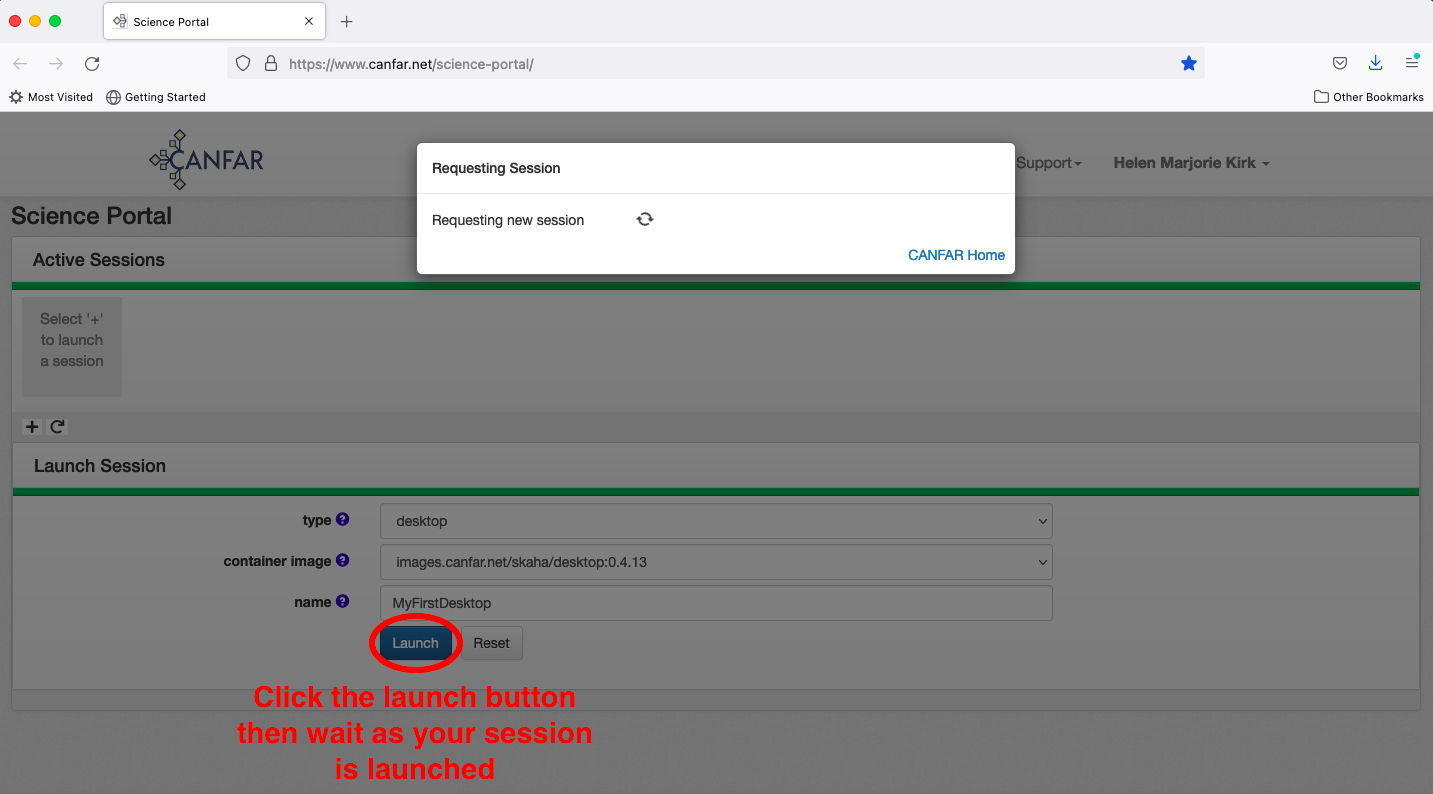 Science Portal
https://www.canfar.net/science-portal/
Most Visited
Getting Started
Other Bookmarks
CANFAR
Support
Helen Marjorie Kirk
Requesting Session
Requesting new session
CANFAR Home
Science Portal
Active Sessions
Select '+'
to launch
a session
Launch Session
type
desktop
container image
images.canfar.net/skaha/desktop:0.4.13
name
MyFirstDesktop
Launch
Reset
Click the launch button
then wait as your session
is launched